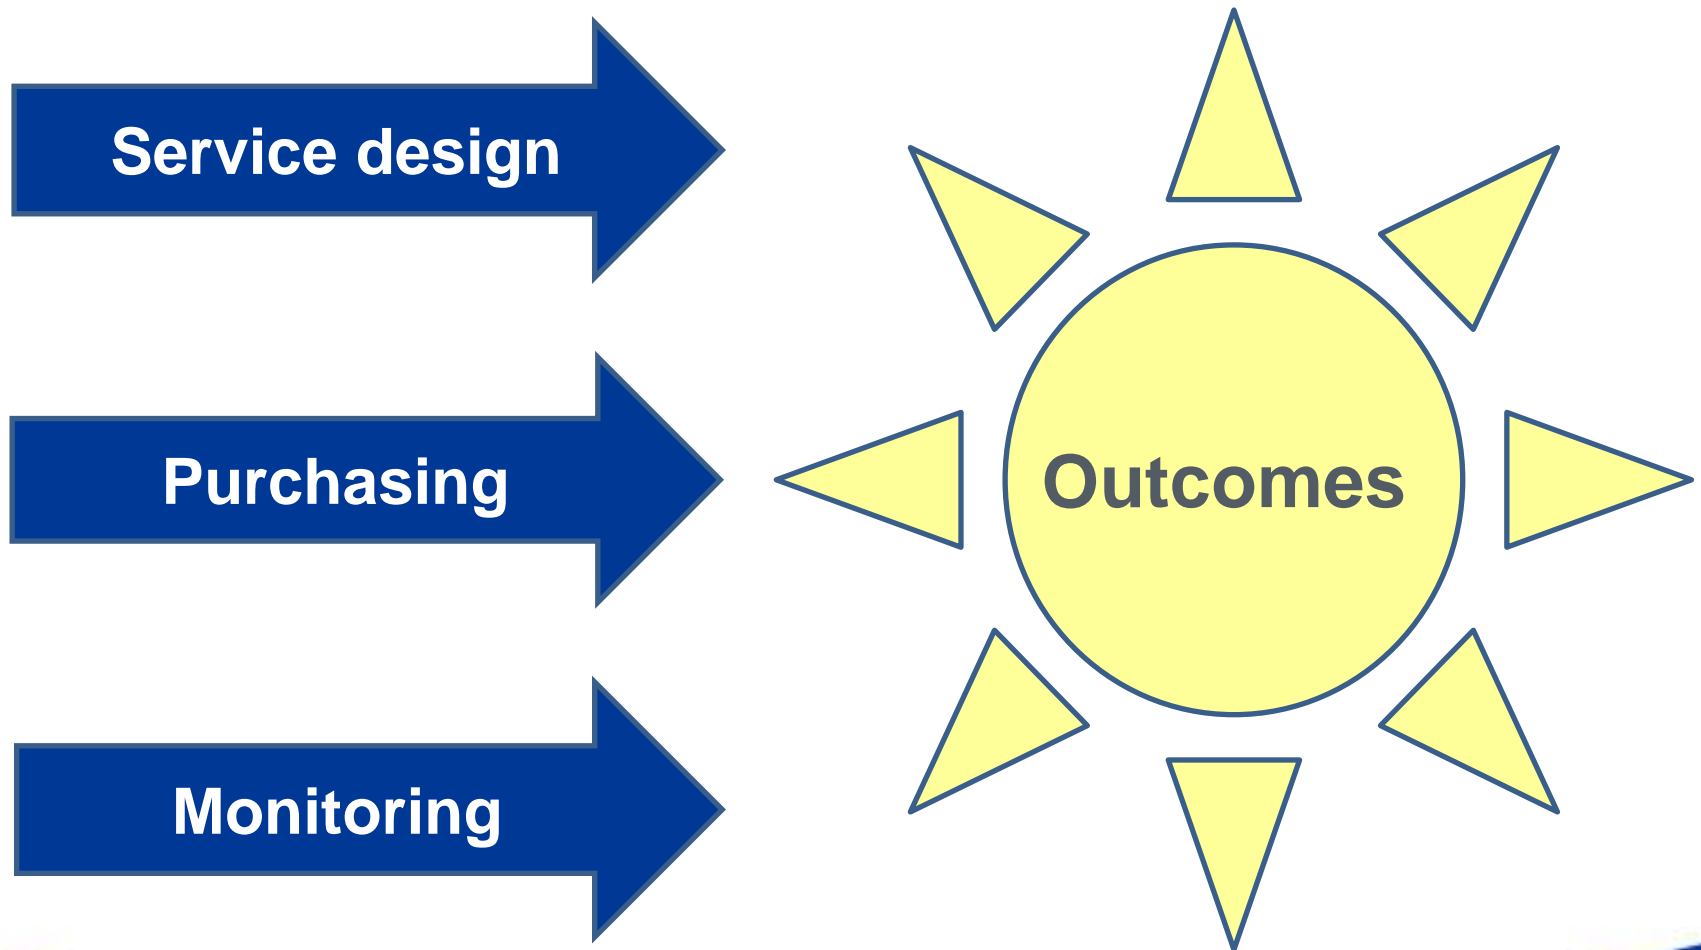 Service design
Purchasing
Outcomes
Monitoring